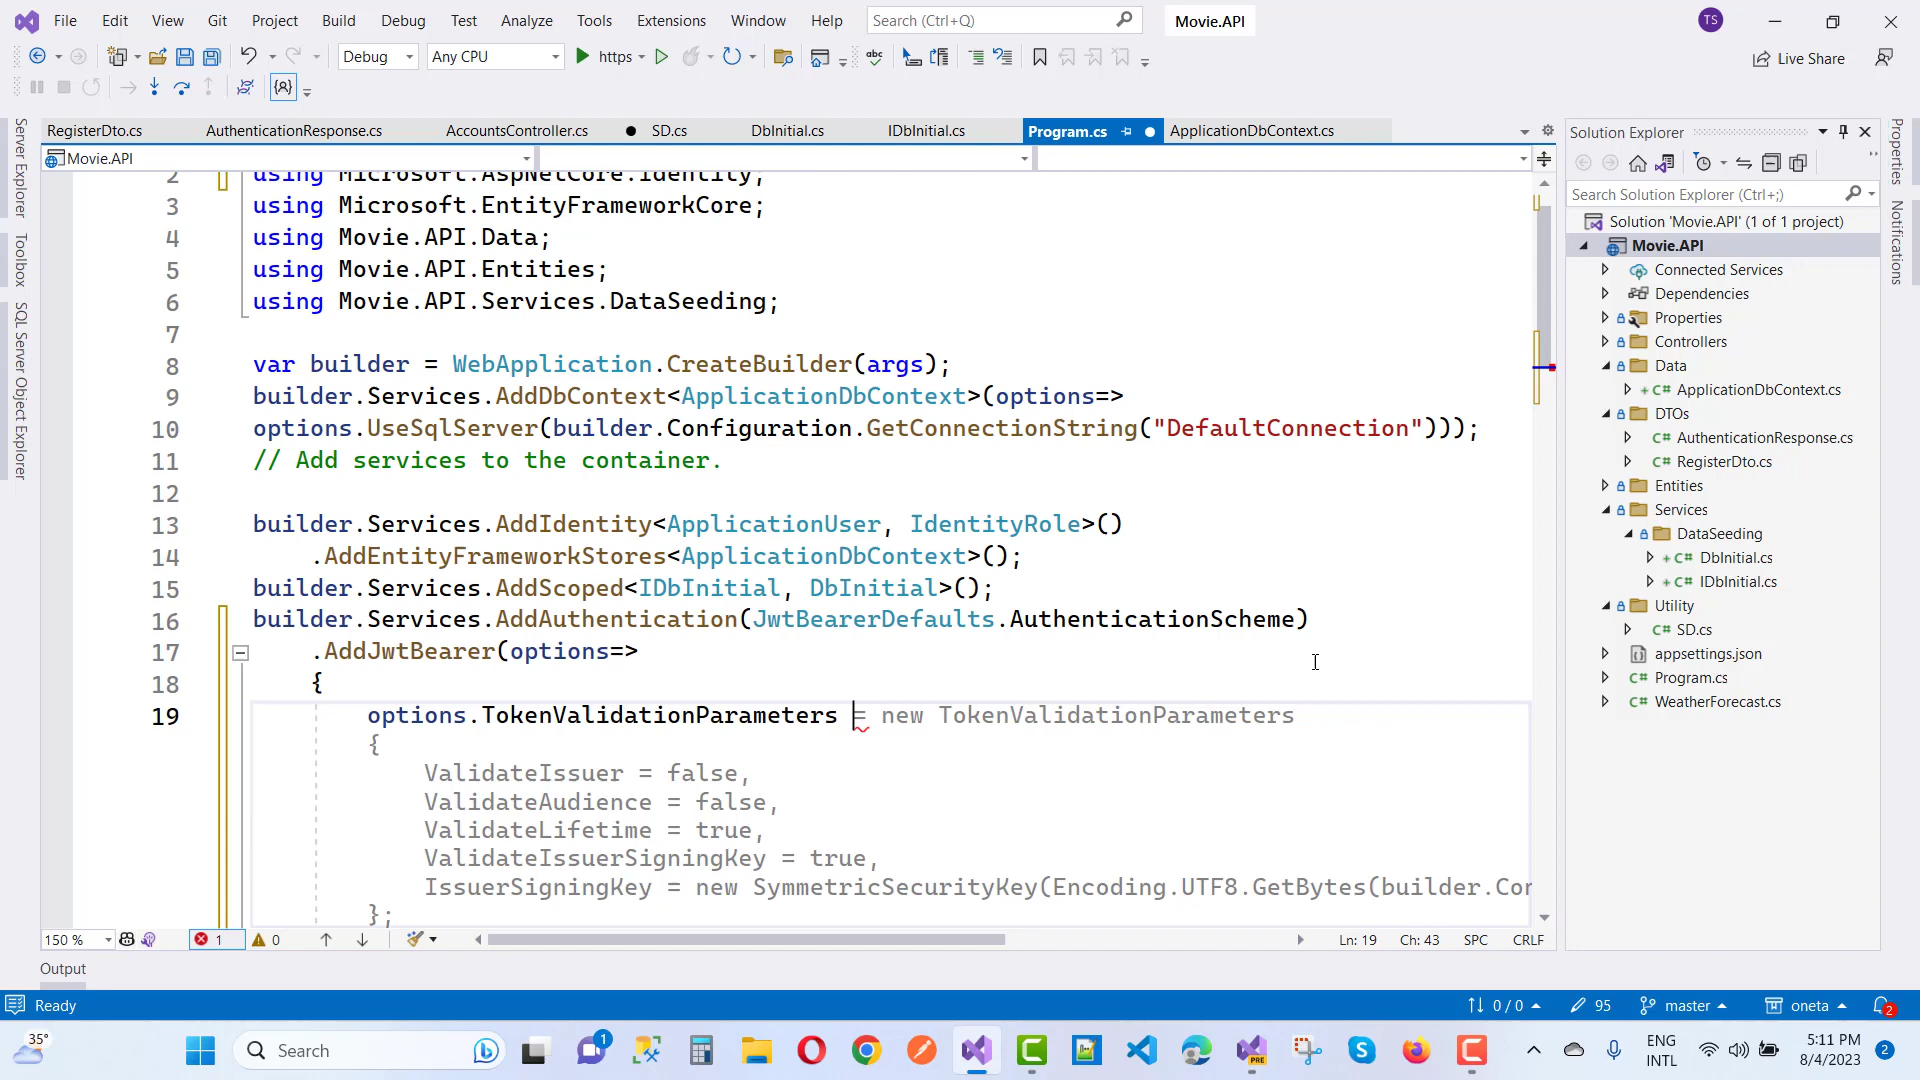 File Edit View Git Project Build Debug Test Analyze Tools Extensions Window Help Search (Ctrl+Q) Movie.API TS
Debug Any CPU https Live Share
RegisterDto.cs AuthenticationResponse.cs AccountsController.cs SD.cs DbInitial.cs IDbInitial.cs Program.cs ApplicationDbContext.cs
Movie.API
2 using Microsoft.AspNetCore.Identity;
3 using Microsoft.EntityFrameworkCore;
4 using Movie.API.Data;
5 using Movie.API.Entities;
6 using Movie.API.Services.DataSeeding;
7
8 var builder = WebApplication.CreateBuilder(args);
9 builder.Services.AddDbContext<ApplicationDbContext>(options=>
10 options.UseSqlServer(builder.Configuration.GetConnectionString("DefaultConnection")));
11 // Add services to the container.
12
13 builder.Services.AddIdentity<ApplicationUser, IdentityRole>()
14 .AddEntityFrameworkStores<ApplicationDbContext>();
15 builder.Services.AddScoped<IDbInitial, DbInitial>();
16 builder.Services.AddAuthentication(JwtBearerDefaults.AuthenticationScheme)
17 .AddJwtBearer(options=>
18 {
19 options.TokenValidationParameters = new TokenValidationParameters
{
ValidateIssuer = false,
ValidateAudience = false,
ValidateLifetime = true,
ValidateIssuerSigningKey = true,
IssuerSigningKey = new SymmetricSecurityKey(Encoding.UTF8.GetBytes(builder.Con
};
150 % 1 0 Ln: 19 Ch: 43 SPC CRLF
Output
Ready 0 / 0 95 master oneta 2
Server Explorer
Toolbox
SQL Server Object Explorer
Solution Explorer
Search Solution Explorer (Ctrl+;)
Solution 'Movie.API' (1 of 1 project)
Movie.API
Connected Services
Dependencies
Properties
Controllers
Data
ApplicationDbContext.cs
DTOs
AuthenticationResponse.cs
RegisterDto.cs
Entities
Services
DataSeeding
DbInitial.cs
IDbInitial.cs
Utility
SD.cs
appsettings.json
Program.cs
WeatherForecast.cs
Properties
Notifications
35° Search 1 PRE ENG INTL 5:11 PM 8/4/2023 2